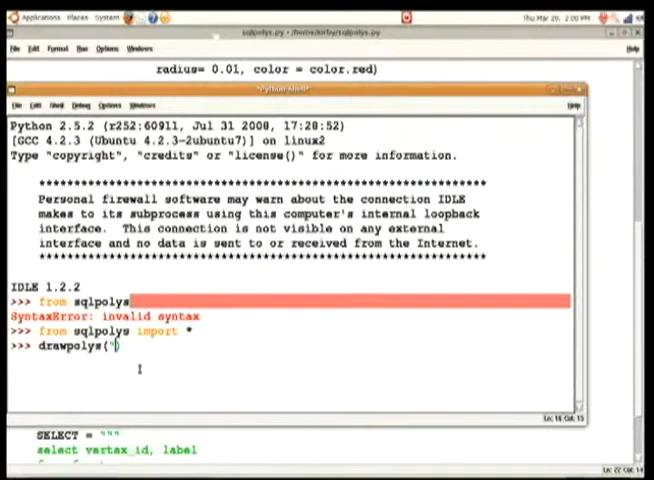 Applications Places System
Thu Mar 20, 2:00 PM
sqlpolys.py - /home/kirby/sqlpolys.py
File Edit Format Run Options Windows Help
radius= 0.01, color = color.red)
*Python Shell*
File Edit Shell Debug Options Windows Help
Python 2.5.2 (r252:60911, Jul 31 2008, 17:28:52)
[GCC 4.2.3 (Ubuntu 4.2.3-2ubuntu7)] on linux2
Type "copyright", "credits" or "license()" for more information.
****************************************************************
Personal firewall software may warn about the connection IDLE
makes to its subprocess using this computer's internal loopback
interface. This connection is not visible on any external
interface and no data is sent to or received from the Internet.
****************************************************************
IDLE 1.2.2
>>> from sqlpolys
SyntaxError: invalid syntax
>>> from sqlpolys import *
>>> drawpolys(")
Ln: 16 Col: 15
SELECT = """
select vertex_id, label
Ln: 22 Col: 14